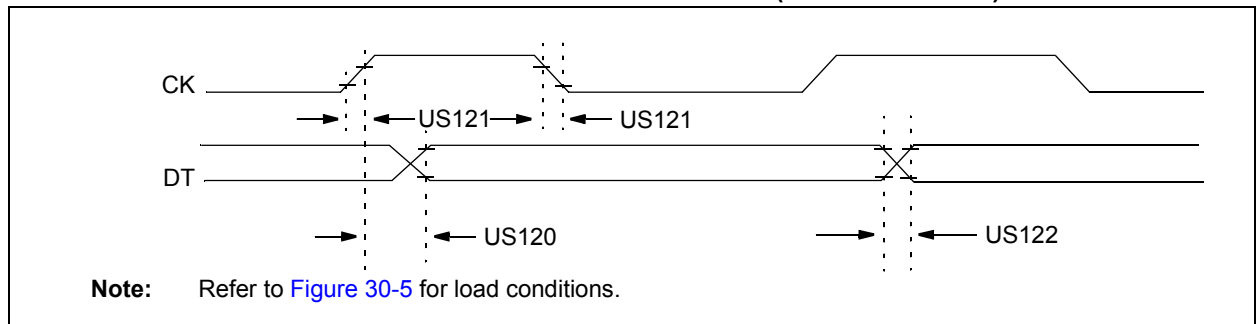 CK
US121
US121
DT
US120
US122
Note: Refer to Figure 30-5 for load conditions.